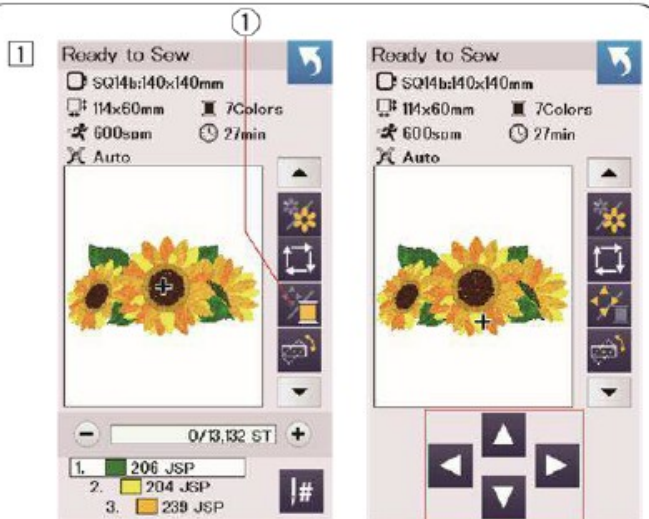 ①
1
Ready to Sew
SQ14b:140x140mm
114x60mm 7Colors
600spm 27min
Auto
0/13,132 ST
1. 206 JSP
2. 204 JSP
3. 239 JSP
#
Ready to Sew
SQ14b:140x140mm
114x60mm 7Colors
600spm 27min
Auto